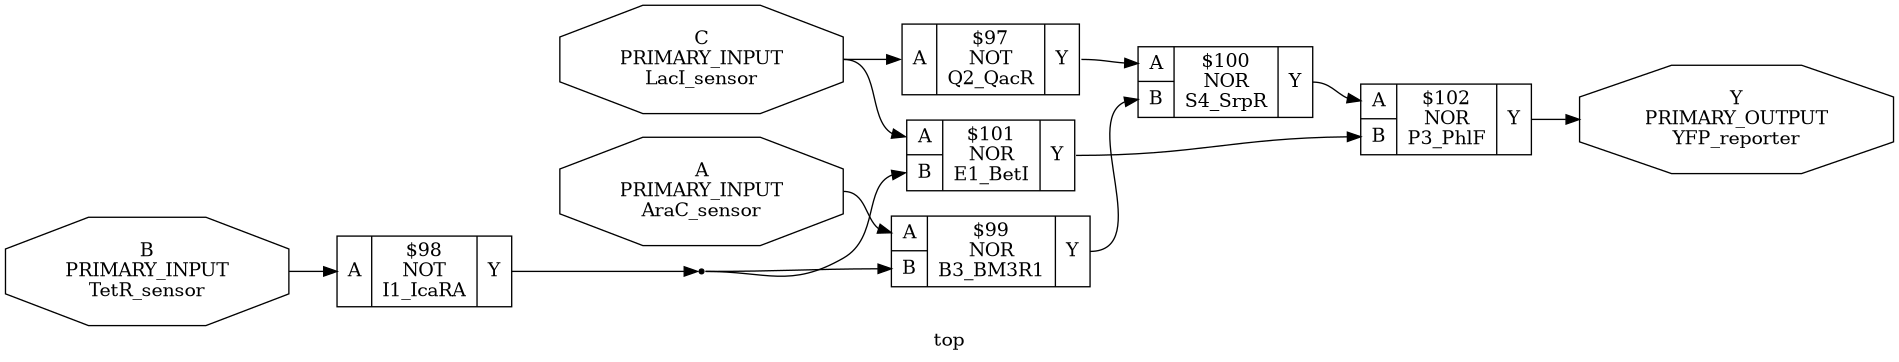 C
PRIMARY_INPUT
LacI_sensor
A
$97
NOT
Q2_QacR
Y
A
B
$100
NOR
S4_SrpR
Y
A
B
$102
NOR
P3_PhlF
Y
Y
PRIMARY_OUTPUT
YFP_reporter
A
B
$101
NOR
E1_BetI
Y
A
PRIMARY_INPUT
AraC_sensor
A
B
$99
NOR
B3_BM3R1
Y
B
PRIMARY_INPUT
TetR_sensor
A
$98
NOT
I1_IcaRA
Y
top